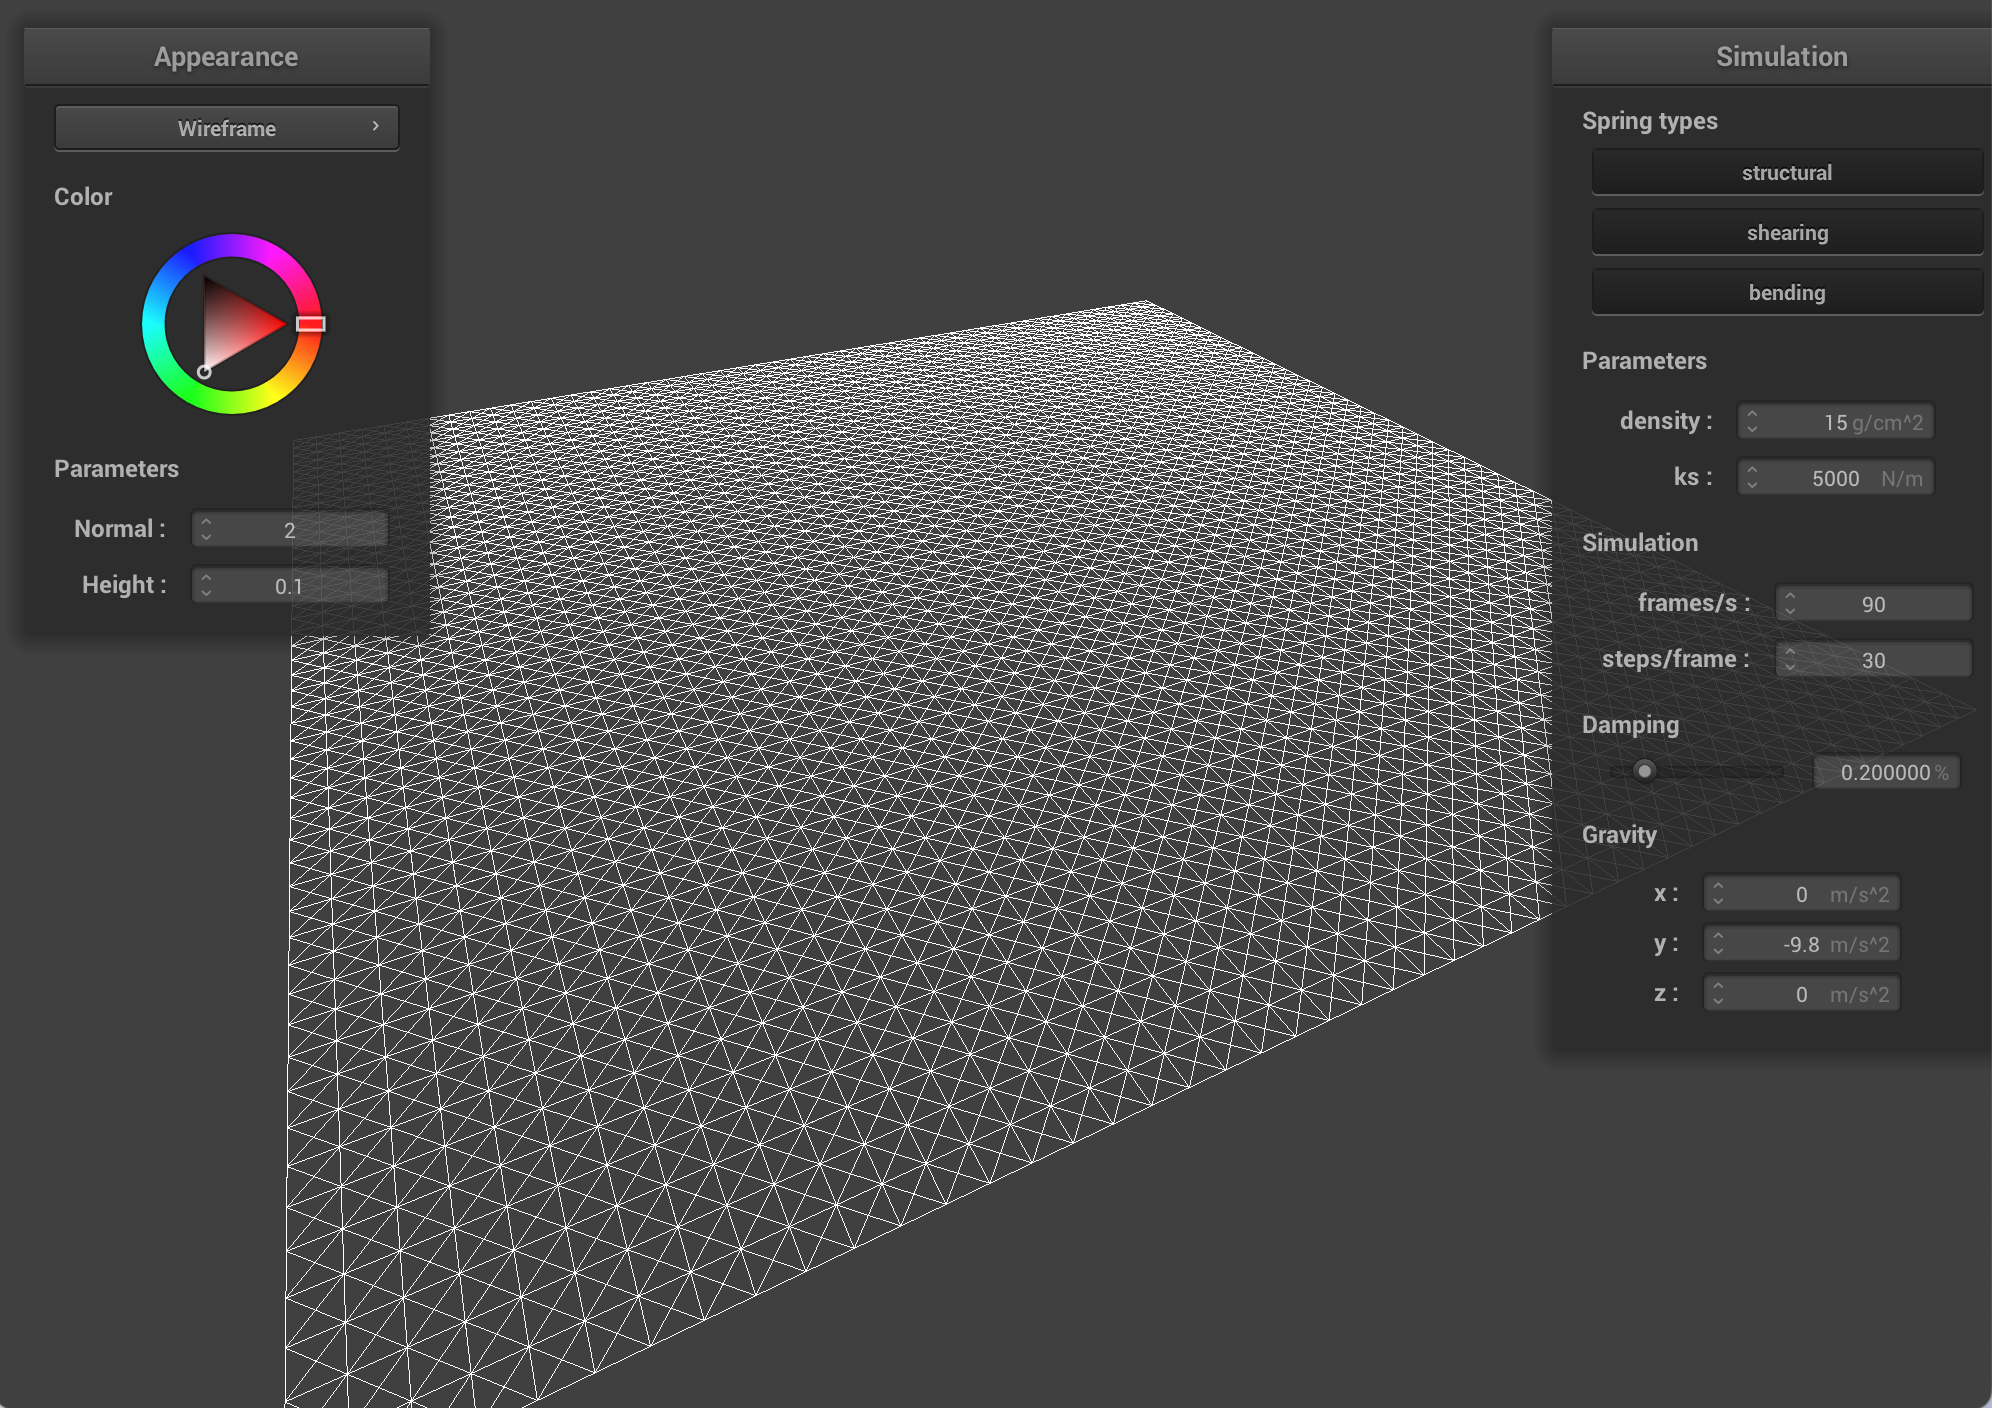 Appearance
Wireframe
Color
Parameters
Normal : 2
Height : 0.1
Simulation
Spring types
structural
shearing
bending
Parameters
density : 15 g/cm^2
ks : 5000 N/m
Simulation
frames/s : 90
steps/frame : 30
Damping
0.200000 %
Gravity
x : 0 m/s^2
y : -9.8 m/s^2
z : 0 m/s^2